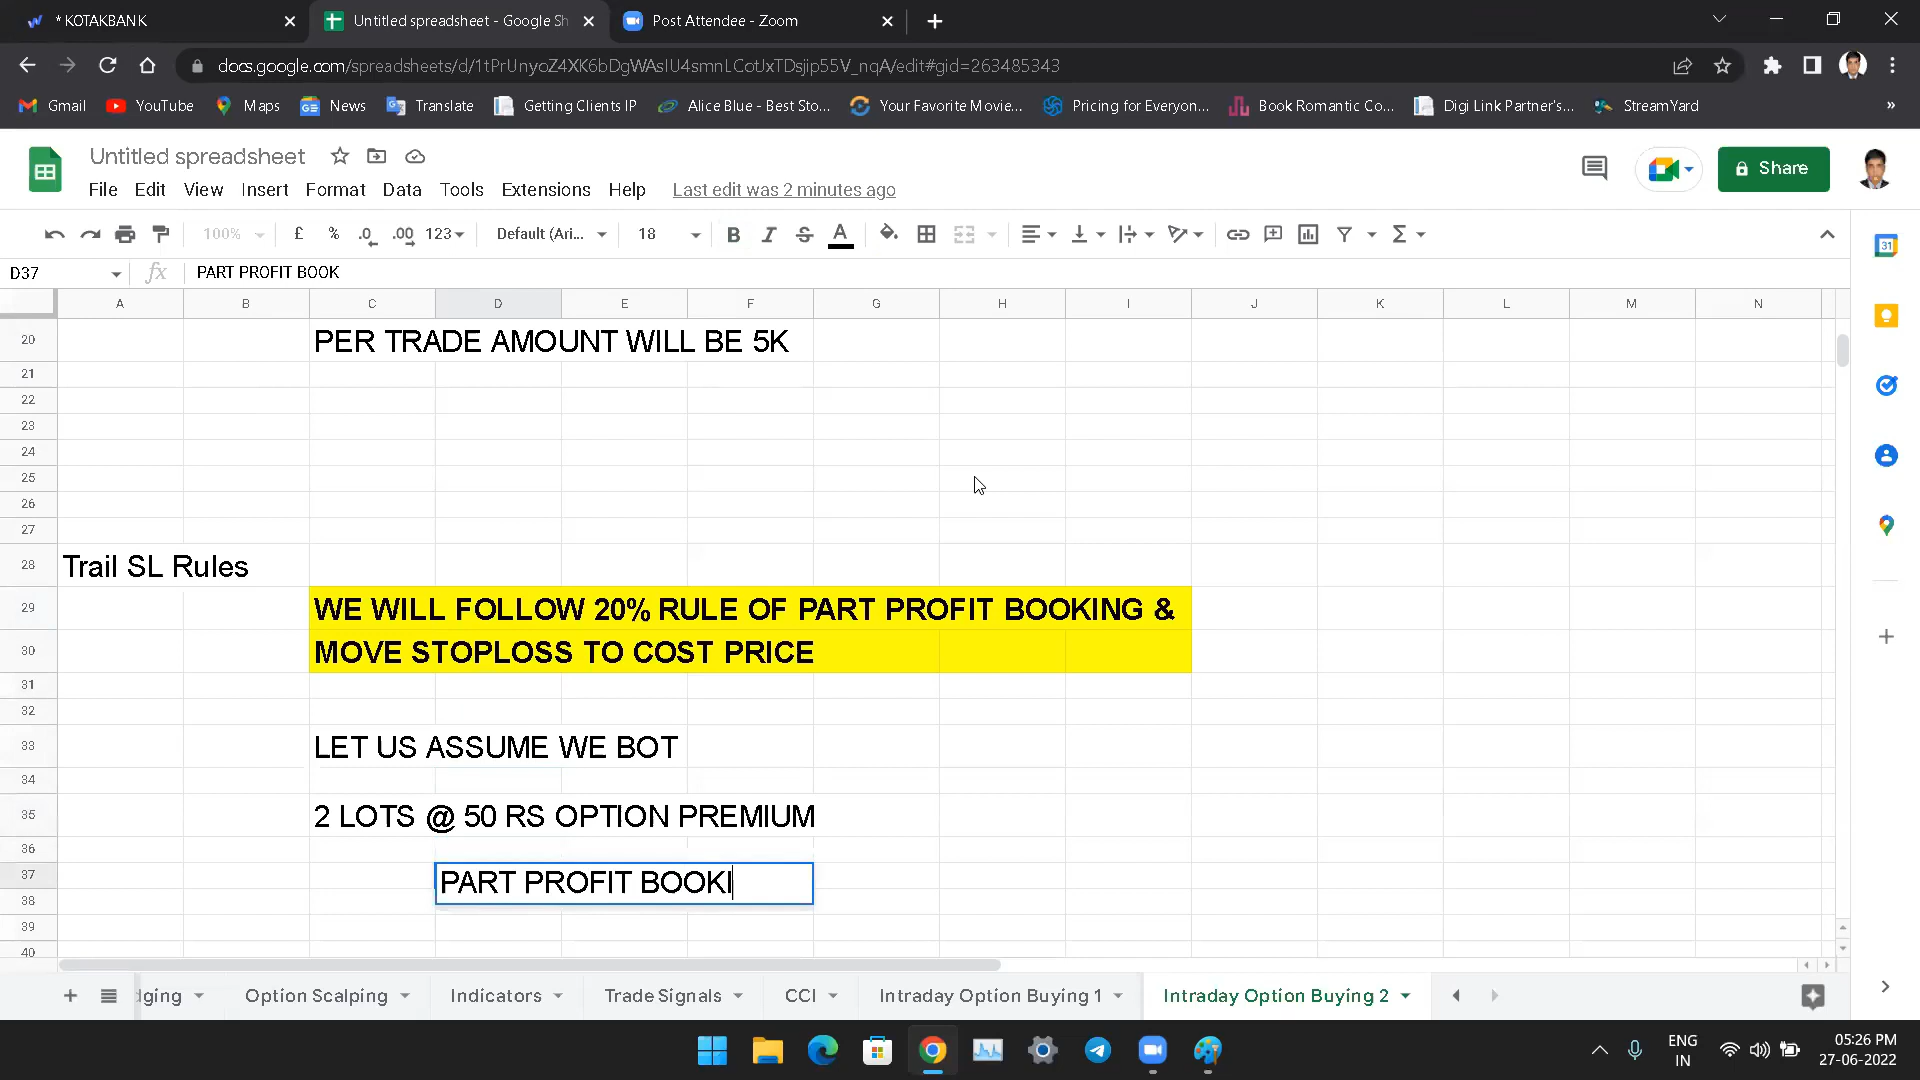 * KOTAKBANK
Untitled spreadsheet - Google Sh
Post Attendee - Zoom
docs.google.com/spreadsheets/d/1tPrUnyoZ4XK6bDgWAsIU4smnLCotJxTDsjip55V_nqA/edit#gid=263485343
Gmail
YouTube
Maps
News
Translate
Getting Clients IP
Alice Blue - Best Sto...
Your Favorite Movie...
Pricing for Everyon...
Book Romantic Co...
Digi Link Partner's...
StreamYard
»
Untitled spreadsheet
Share
File Edit View Insert Format Data Tools Extensions Help Last edit was 2 minutes ago
100% £ % .0 .00 123 Default (Ari... 18 B I S A Σ
D37 fx PART PROFIT BOOK
A B C D E F G H I J K L M N
20 PER TRADE AMOUNT WILL BE 5K
21
22
23
24
25
26
27
28 Trail SL Rules
29 WE WILL FOLLOW 20% RULE OF PART PROFIT BOOKING &
30 MOVE STOPLOSS TO COST PRICE
31
32
33 LET US ASSUME WE BOT
34
35 2 LOTS @ 50 RS OPTION PREMIUM
36
37 PART PROFIT BOOKI
38
39
40
dging Option Scalping Indicators Trade Signals CCI Intraday Option Buying 1 Intraday Option Buying 2
ENG
IN
05:26 PM
27-06-2022
31